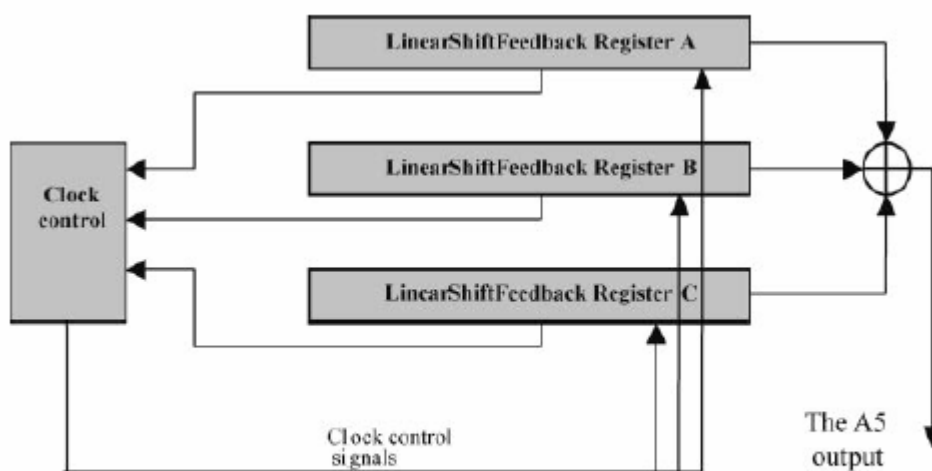 LinearShiftFeedback Register A
LinearShiftFeedback Register B
Clock
control
LinearShiftFeedback Register C
Clock control
signals
The A5
output